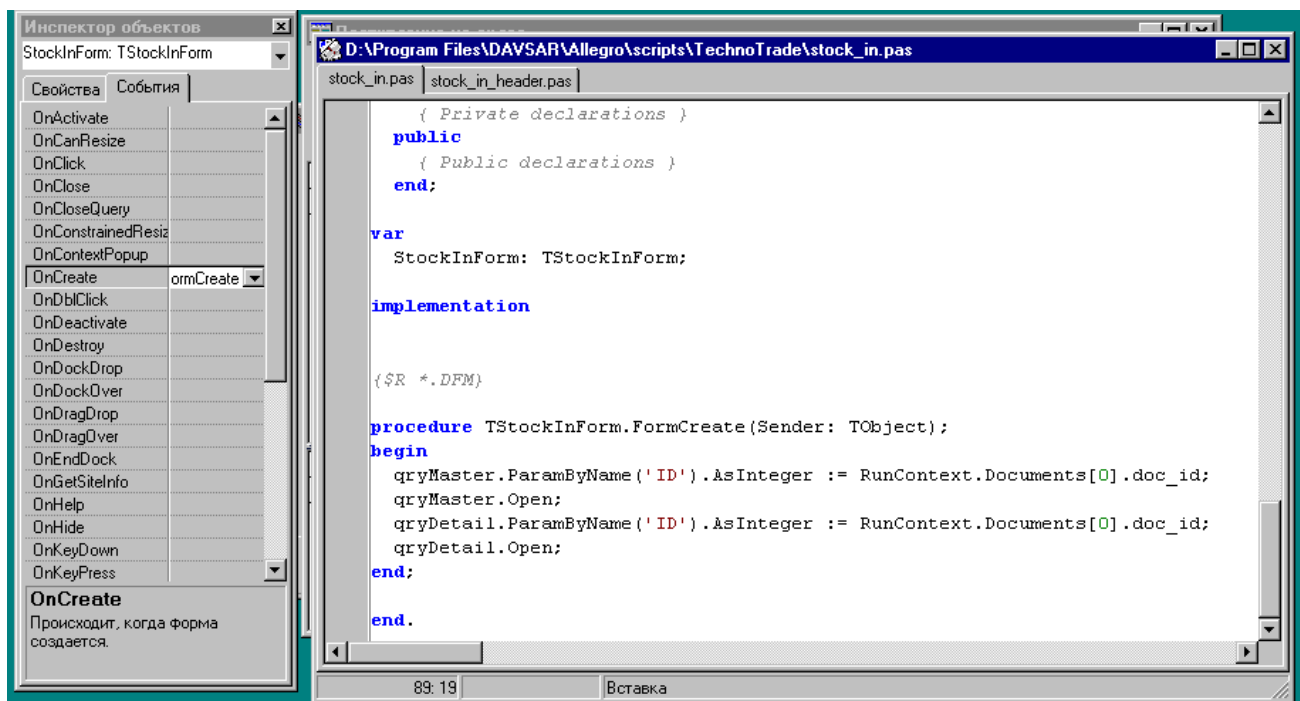 Инспектор объектов
StockInForm: TStockInForm
Свойства События
OnActivate
OnCanResize
OnClick
OnClose
OnCloseQuery
OnConstrainedResiz
OnContextPopup
OnCreate ormCreate
OnDblClick
OnDeactivate
OnDestroy
OnDockDrop
OnDockOver
OnDragDrop
OnDragOver
OnEndDock
OnGetSiteInfo
OnHelp
OnHide
OnKeyDown
OnKeyPress
OnCreate
Происходит, когда форма
создается.
D:\Program Files\DAVSAR\Allegro\scripts\TechnoTrade\stock_in.pas
stock_in.pas stock_in_header.pas
{ Private declarations }
public
{ Public declarations }
end;
var
StockInForm: TStockInForm;
implementation
{$R *.DFM}
procedure TStockInForm.FormCreate(Sender: TObject);
begin
qryMaster.ParamByName('ID').AsInteger := RunContext.Documents[0].doc_id;
qryMaster.Open;
qryDetail.ParamByName('ID').AsInteger := RunContext.Documents[0].doc_id;
qryDetail.Open;
end;
end.
89: 19 Вставка